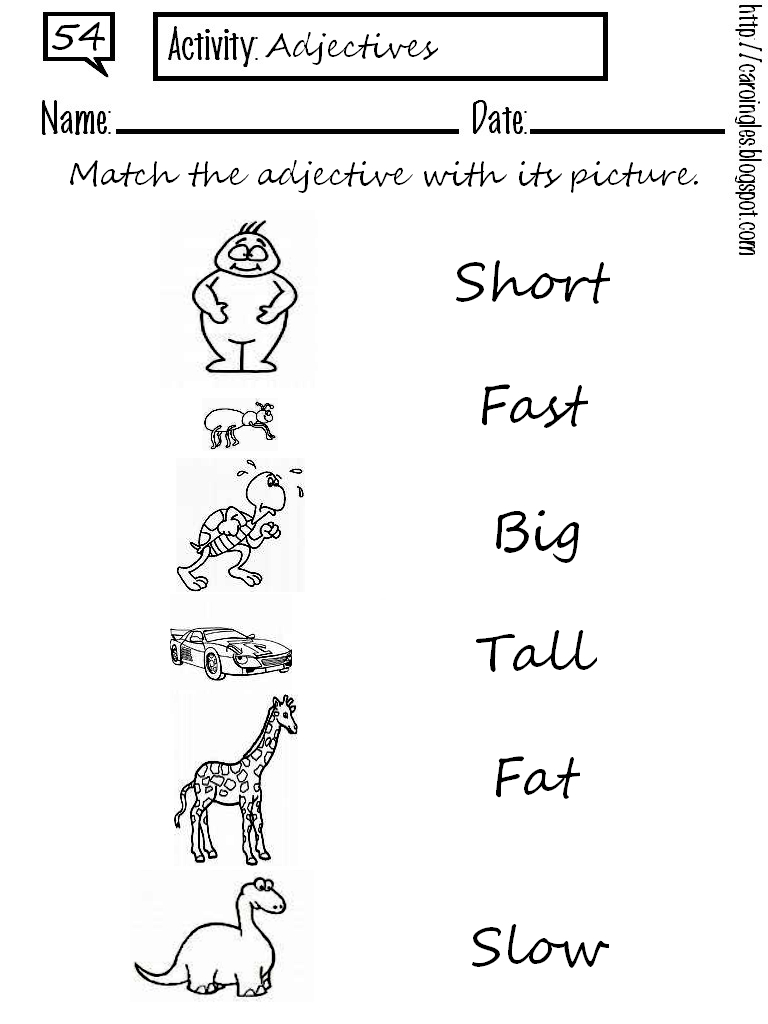 54
Activity: Adjectives
Name:
Date:
Match the adjective with its picture.
Short
Fast
Big
Tall
Fat
Slow
http://caroingles.blogspot.com